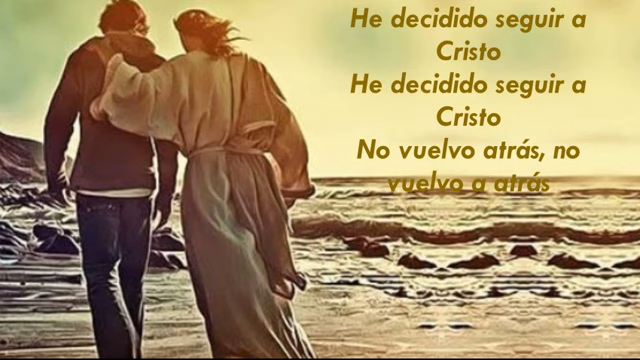 He decidido seguir a
Cristo
He decidido seguir a
Cristo
No vuelvo atrás, no
vuelvo a atrás